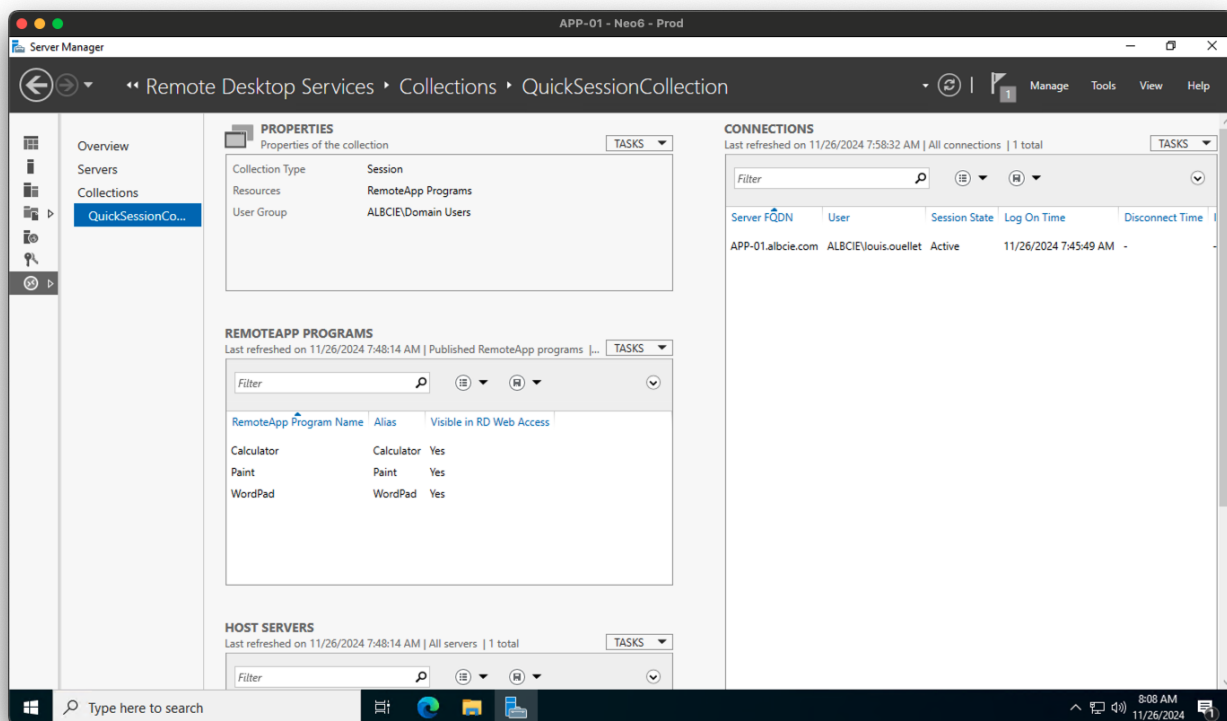 APP-01 - Neo6 - Prod
Server Manager
Remote Desktop Services Collections QuickSessionCollection
1
Manage Tools View Help
Overview
Servers
Collections
QuickSessionCo...
PROPERTIES
Properties of the collection
TASKS
Collection Type Session
Resources RemoteApp Programs
User Group ALBCIE\Domain Users
REMOTEAPP PROGRAMS
Last refreshed on 11/26/2024 7:48:14 AM | Published RemoteApp programs |...
TASKS
Filter
RemoteApp Program Name Alias Visible in RD Web Access
Calculator Calculator Yes
Paint Paint Yes
WordPad WordPad Yes
HOST SERVERS
Last refreshed on 11/26/2024 7:48:14 AM | All servers | 1 total
TASKS
Filter
CONNECTIONS
Last refreshed on 11/26/2024 7:58:32 AM | All connections | 1 total
TASKS
Filter
Server FQDN User Session State Log On Time Disconnect Time
APP-01.albcie.com ALBCIE\louis.ouellet Active 11/26/2024 7:45:49 AM - -
Type here to search
8:08 AM
11/26/2024
1